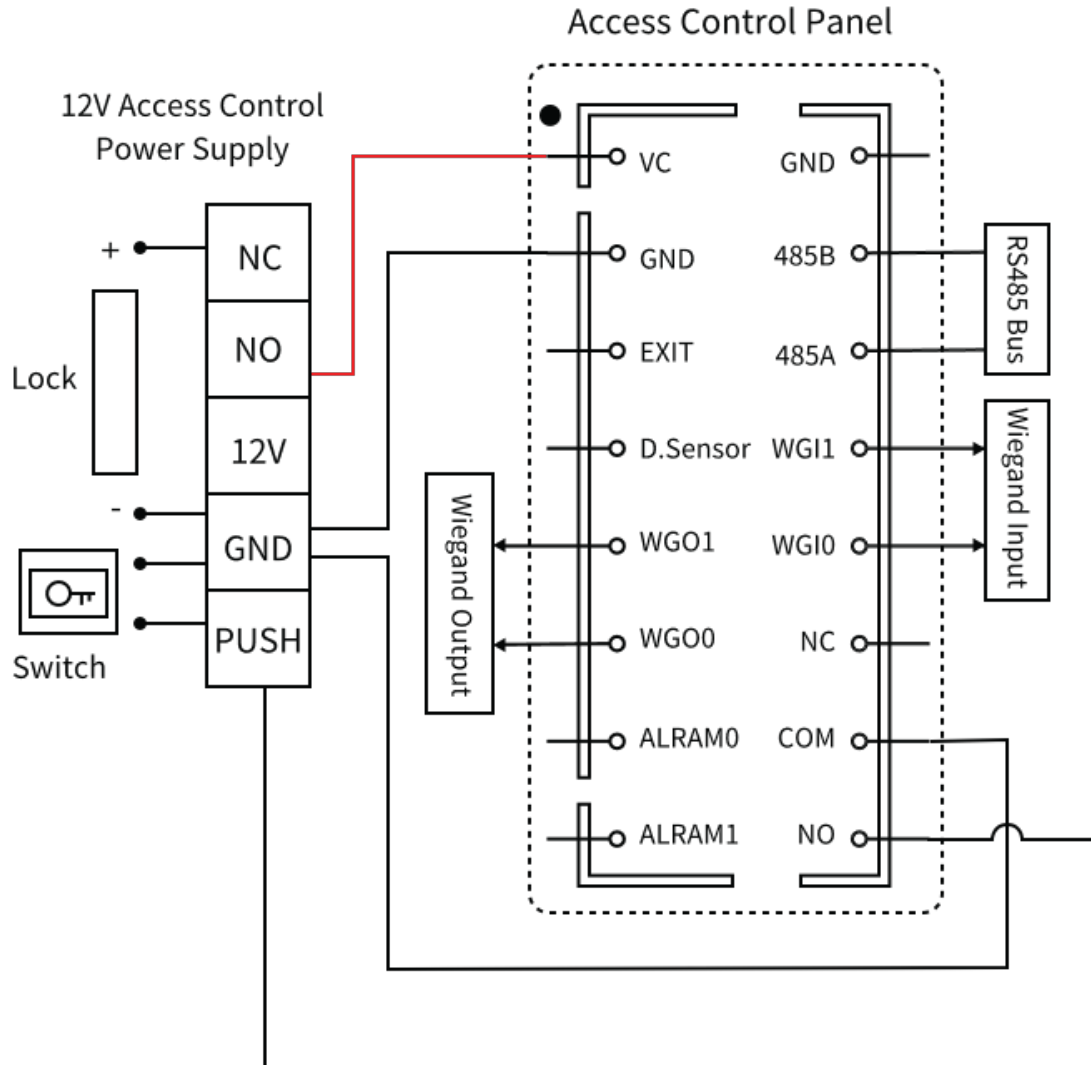 Access Control Panel
12V Access Control
Power Supply
NC
NO
12V
GND
PUSH
+
Lock
-
Switch
VC
GND
EXIT
D.Sensor
WGO1
WGO0
ALRAM0
ALRAM1
GND
485B
485A
WGI1
WGI0
NC
COM
NO
Wiegand Output
RS485 Bus
Wiegand Input